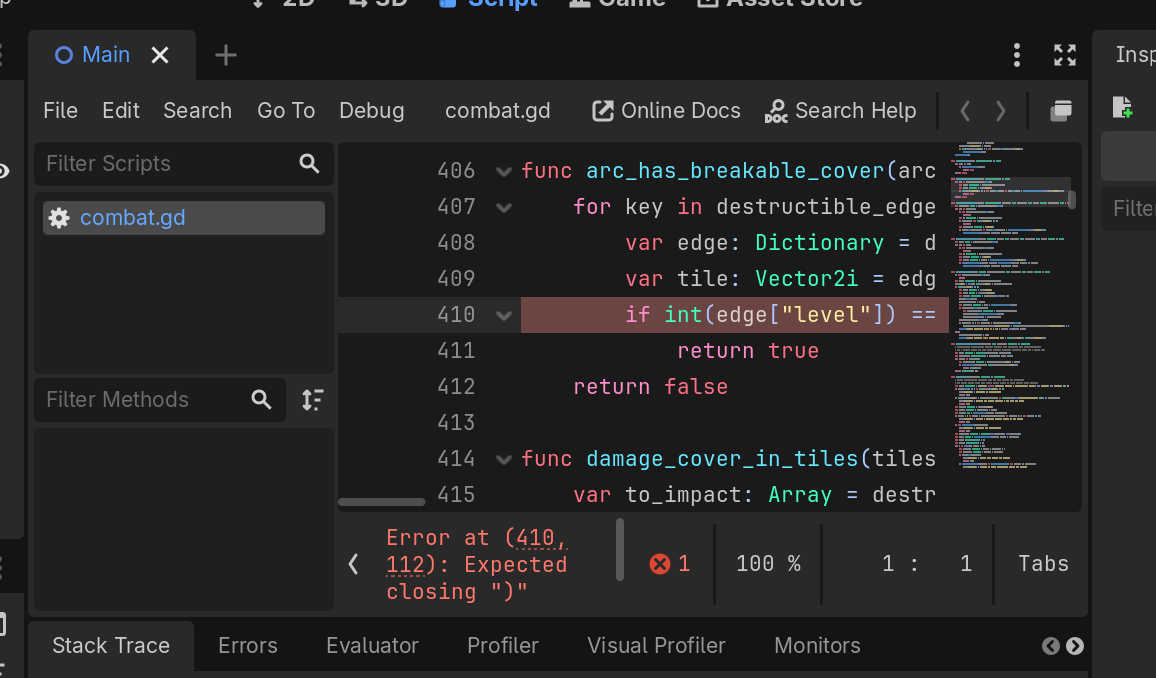 2D 3D Script Game Asset Store
Main Insp
File Edit Search Go To Debug combat.gd Online Docs DOC Search Help
Filter Scripts
combat.gd
Filter Methods
Filte
406 func arc_has_breakable_cover(arc
407 for key in destructible_edge
408 var edge: Dictionary = d
409 var tile: Vector2i = edg
410 if int(edge["level"]) ==
411 return true
412 return false
413
414 func damage_cover_in_tiles(tiles
415 var to_impact: Array = destr
Error at (410,
112): Expected
closing ")"
1 100 % 1 : 1 Tabs
Stack Trace Errors Evaluator Profiler Visual Profiler Monitors